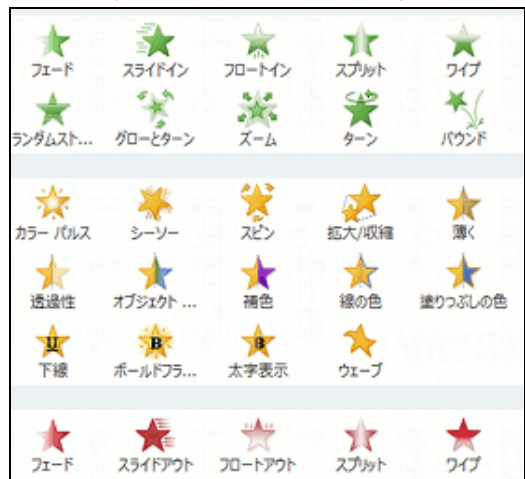 フェード スライドイン フロートイン スプリット ワイプ
ランダムスト... グローとターン ズーム ターン バウンド
カラー パルス シーソー スピン 拡大/収縮 薄く
透過性 オブジェクト ... 補色 線の色 塗りつぶしの色
U B B
下線 ボールドフラ... 太字表示 ウェーブ
フェード スライドアウト フロートアウト スプリット ワイプ